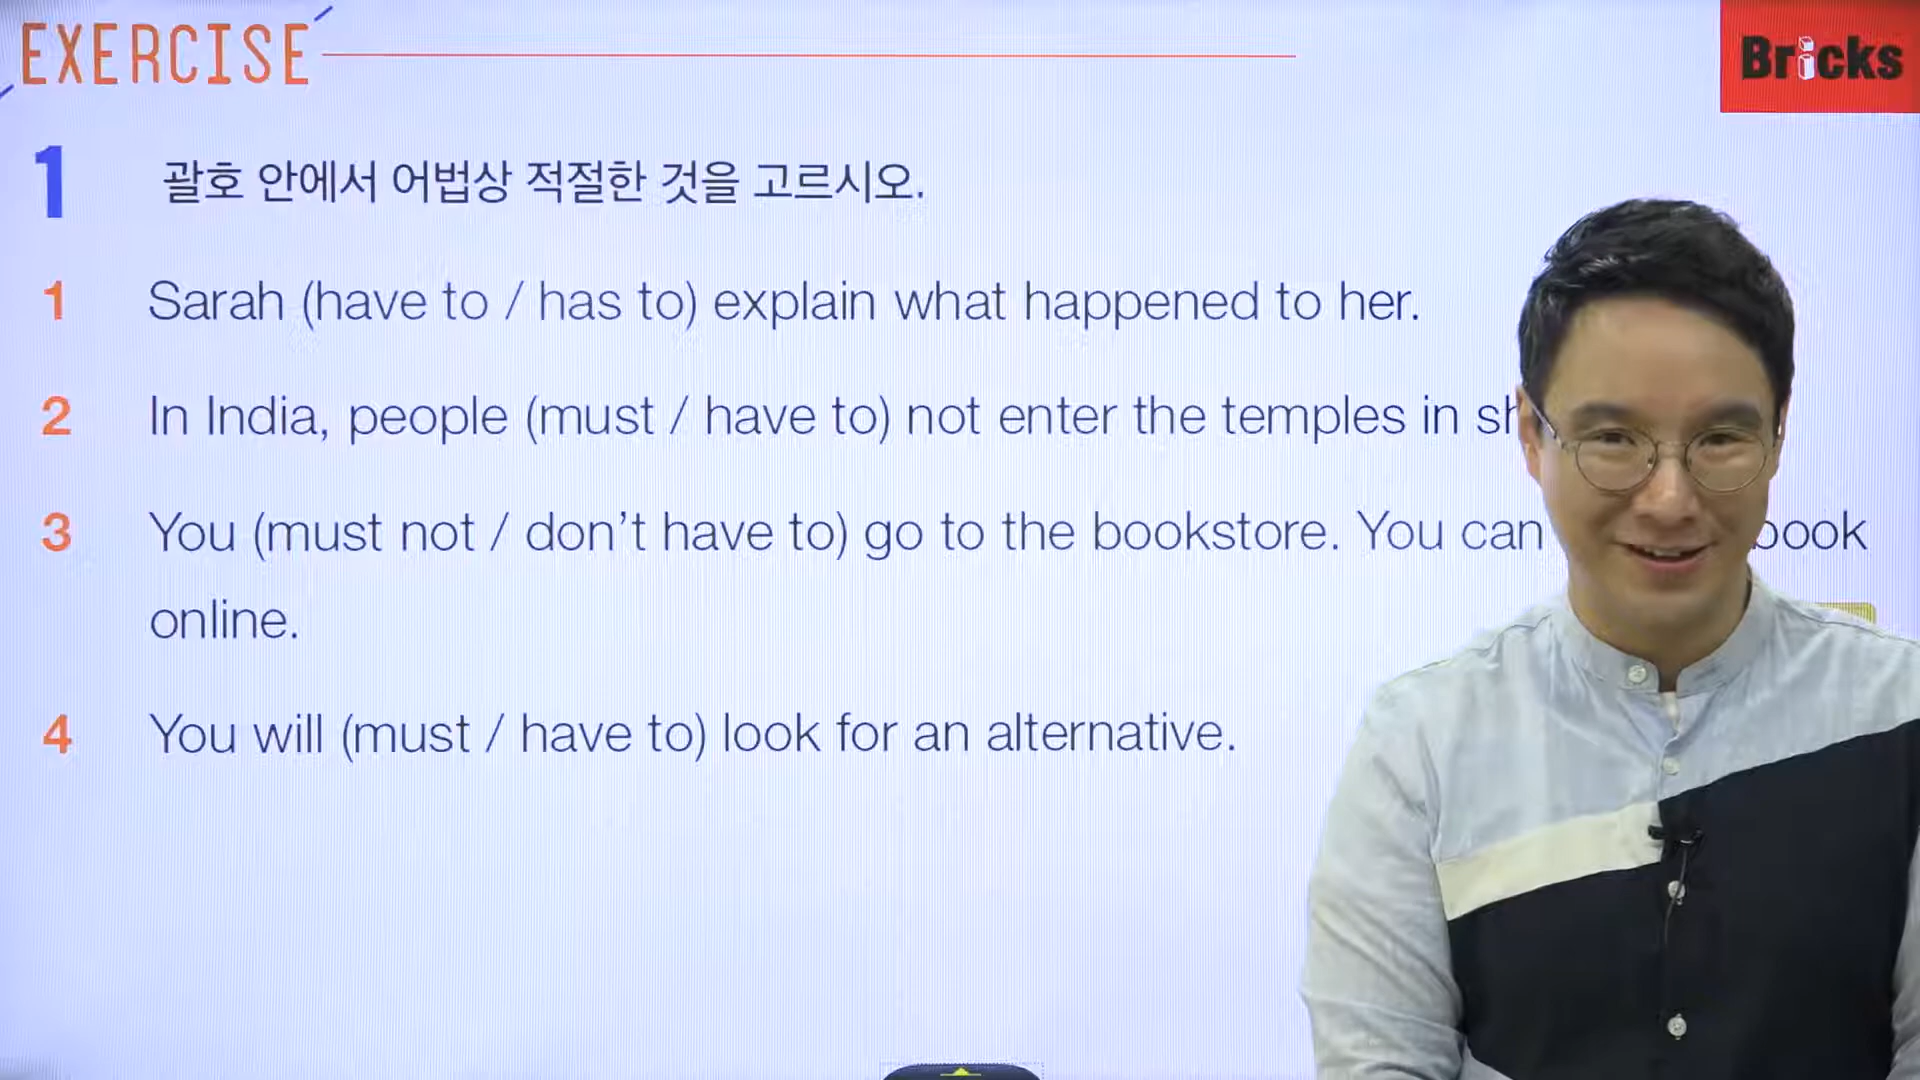 EXERCISE
Bricks
1 괄호 안에서 어법상 적절한 것을 고르시오.
1 Sarah (have to / has to) explain what happened to her.
2 In India, people (must / have to) not enter the temples in
3 You (must not / don't have to) go to the bookstore. You can book
online.
4 You will (must / have to) look for an alternative.